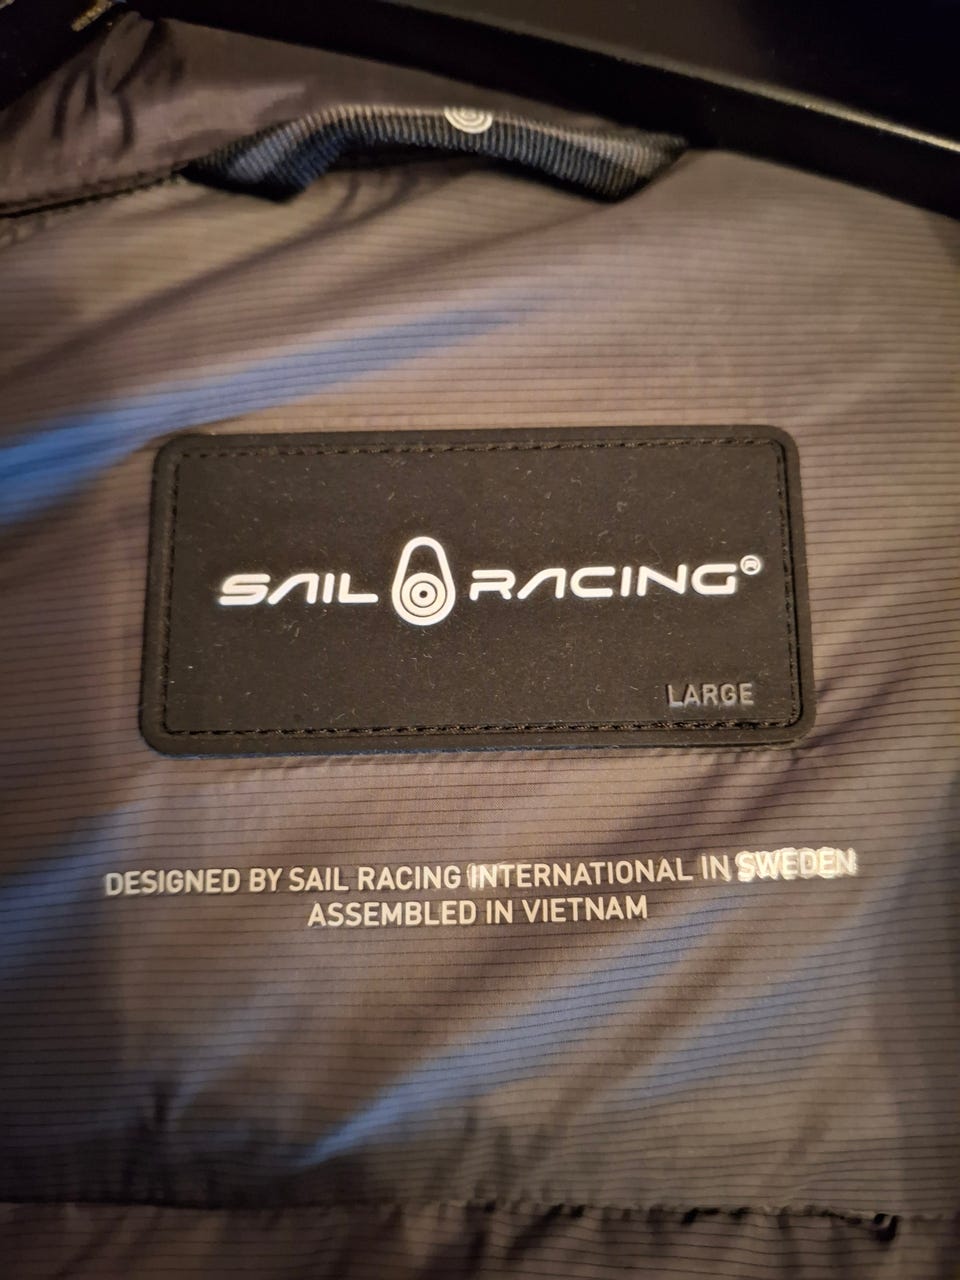 SAIL RACING®
LARGE
DESIGNED BY SAIL RACING INTERNATIONAL IN SWEDEN
ASSEMBLED IN VIETNAM